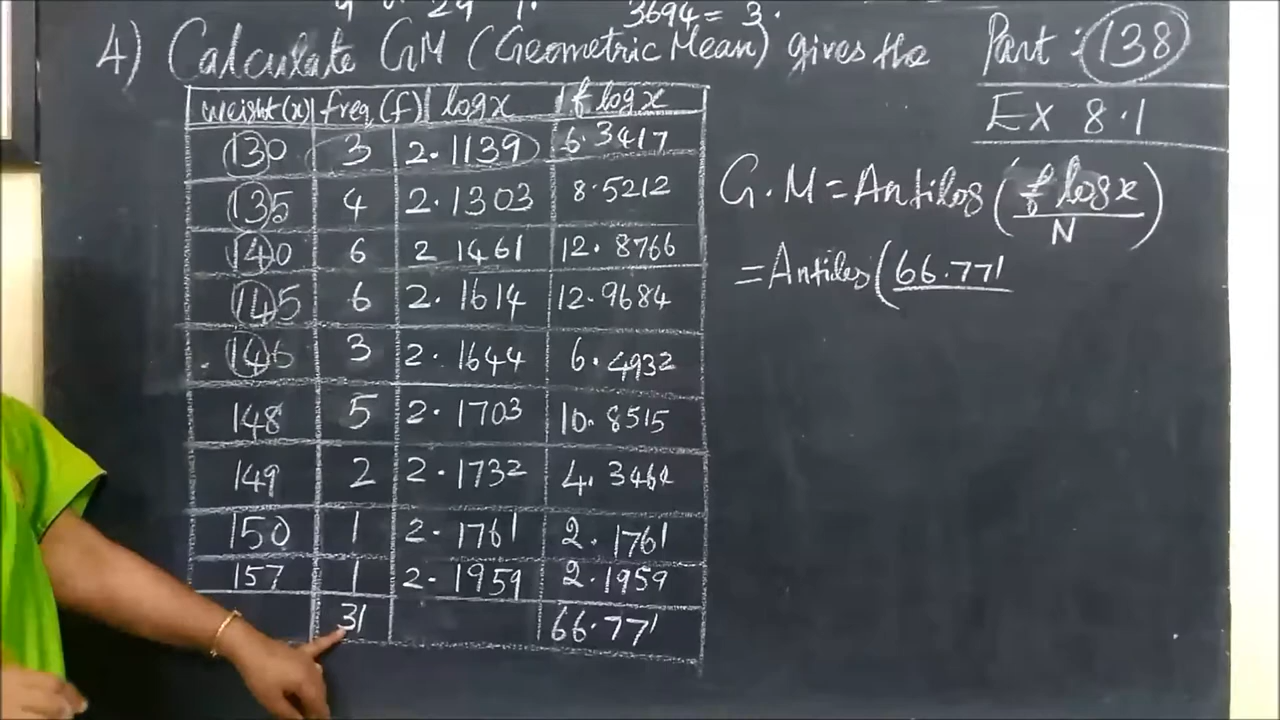 3694 = 3.
4) Calculate GM (Geometric Mean) gives the
Part : 138
Ex 8.1
weight(x) freq (f) log x f log x
130 3 2.1139 6.3417
135 4 2.1303 8.5212
140 6 2 1461 12.8766
145 6 2.1614 12.9684
146 3 2.1644 6.4932
148 5 2.1703 10.8515
149 2 2.1732 4.3464
150 1 2.1761 2.1761
157 1 2.1959 2.1959
31 66.771
G.M = Antilog (f log x / N)
= Antilog (66.771